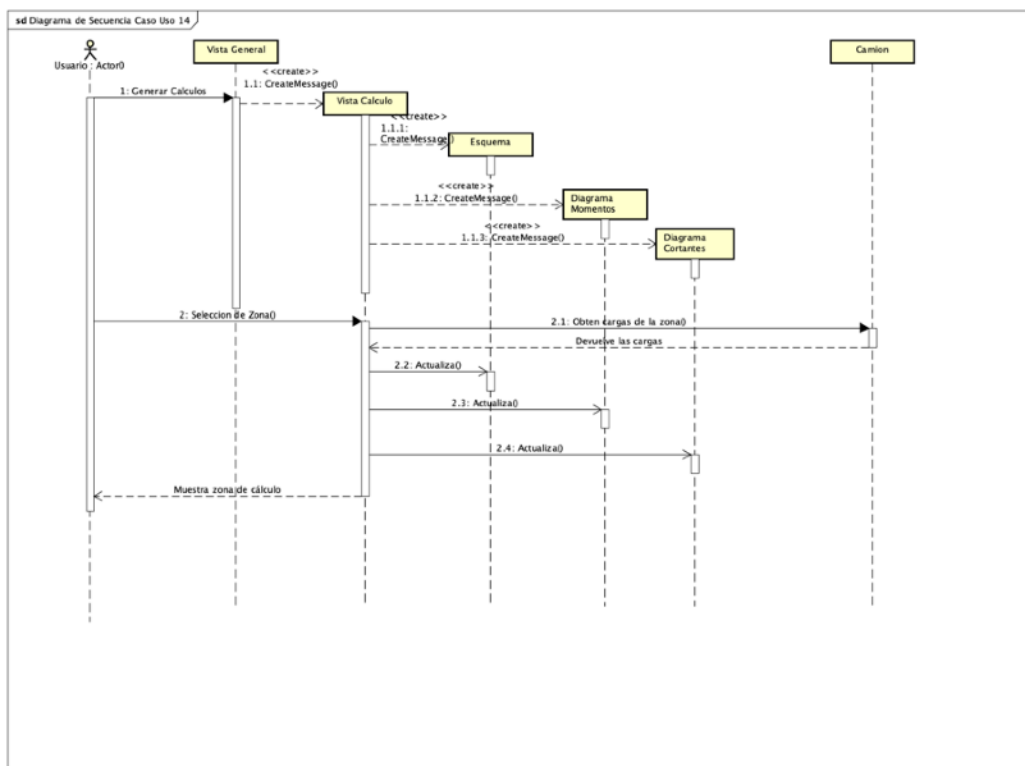 sd Diagrama de Secuencia Caso Uso 14
Usuario : Actor0
Vista General
Camion
<<create>>
1.1: CreateMessage()
1: Generar Calculos
Vista Calculo
<<create>>
1.1.1:
CreateMessage()
Esquema
<<create>>
1.1.2: CreateMessage()
Diagrama
Momentos
<<create>>
1.1.3: CreateMessage()
Diagrama
Cortantes
2: Seleccion de Zona()
2.1: Obten cargas de la zona()
Devuelve las cargas
2.2: Actualiza()
2.3: Actualiza()
2.4: Actualiza()
Muestra zona de cálculo